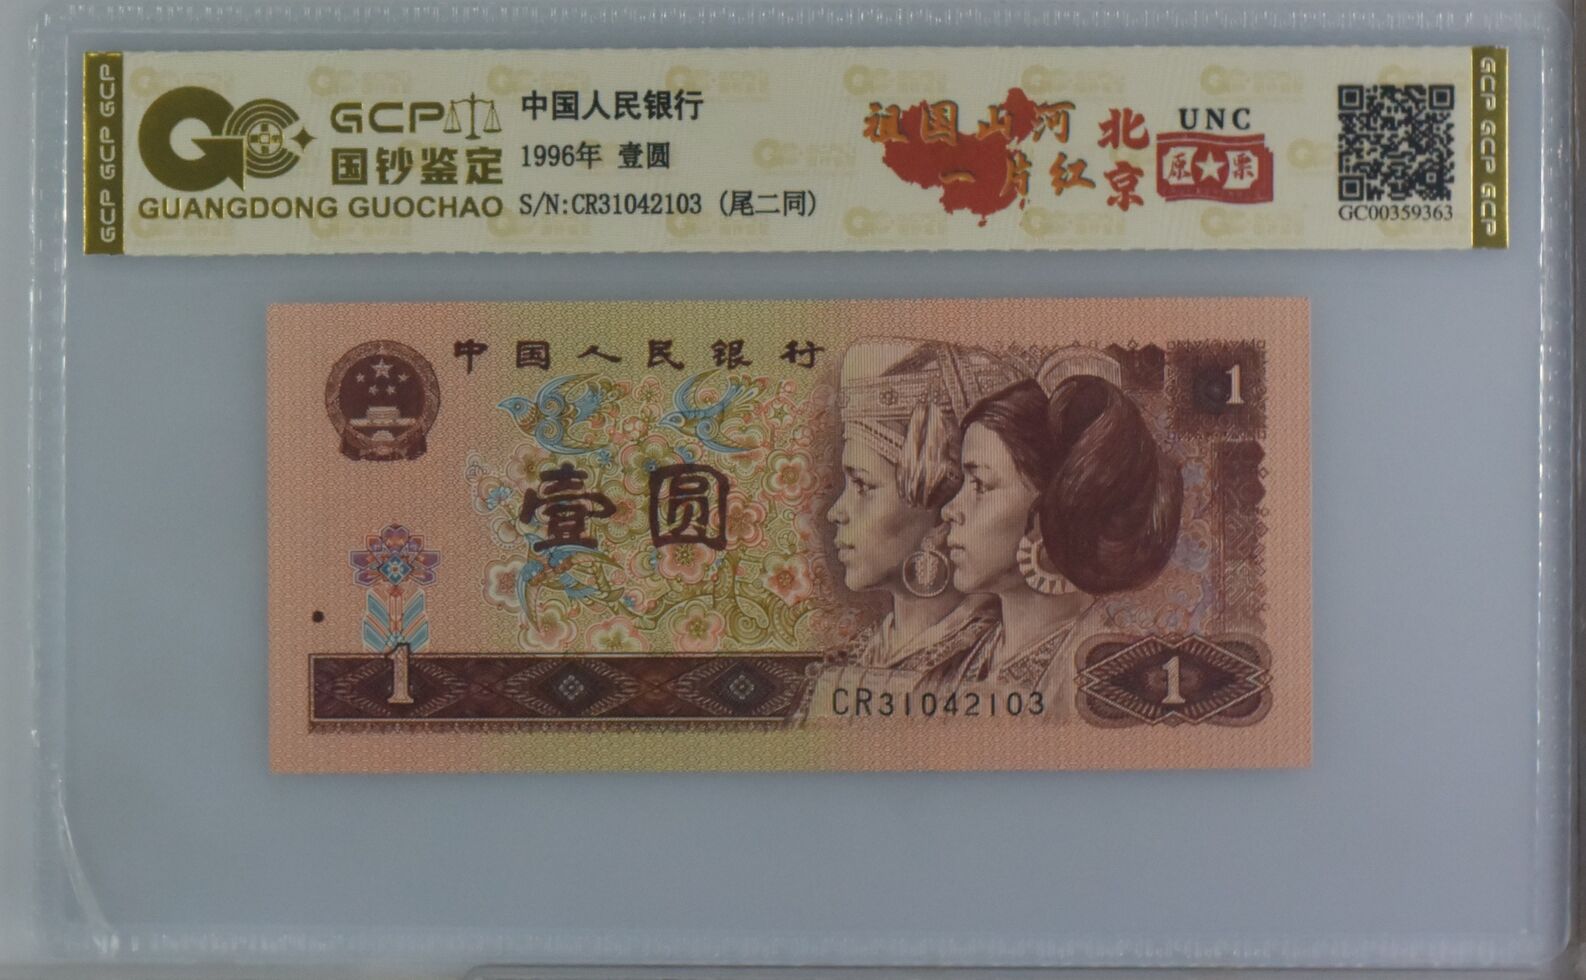 GCP GCP GCP
GCP
国钞鉴定
GUANGDONG GUOCHAO
中国人民银行
1996年 壹圆
S/N:CR31042103 (尾二同)
祖国山河
一片红
北京
UNC
原★票
GC00359363
GCP GCP GCP
中国人民银行
1
壹圆
1
CR31042103
1